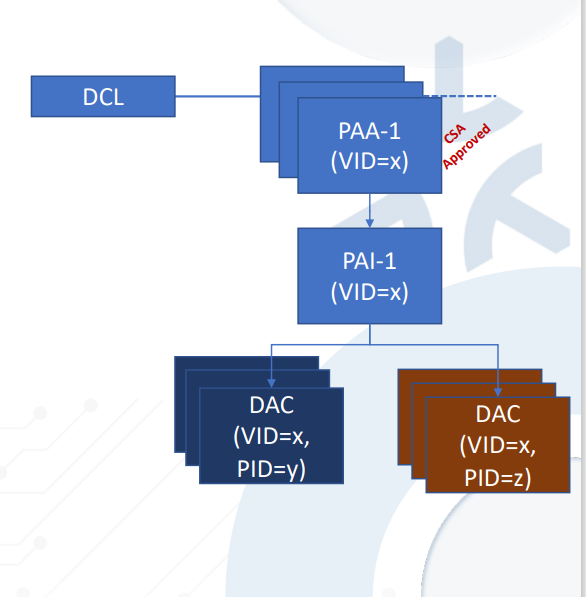 DCL
PAA-1
(VID=x)
CSA
Approved
PAI-1
(VID=x)
DAC
(VID=x,
PID=y)
DAC
(VID=x,
PID=z)